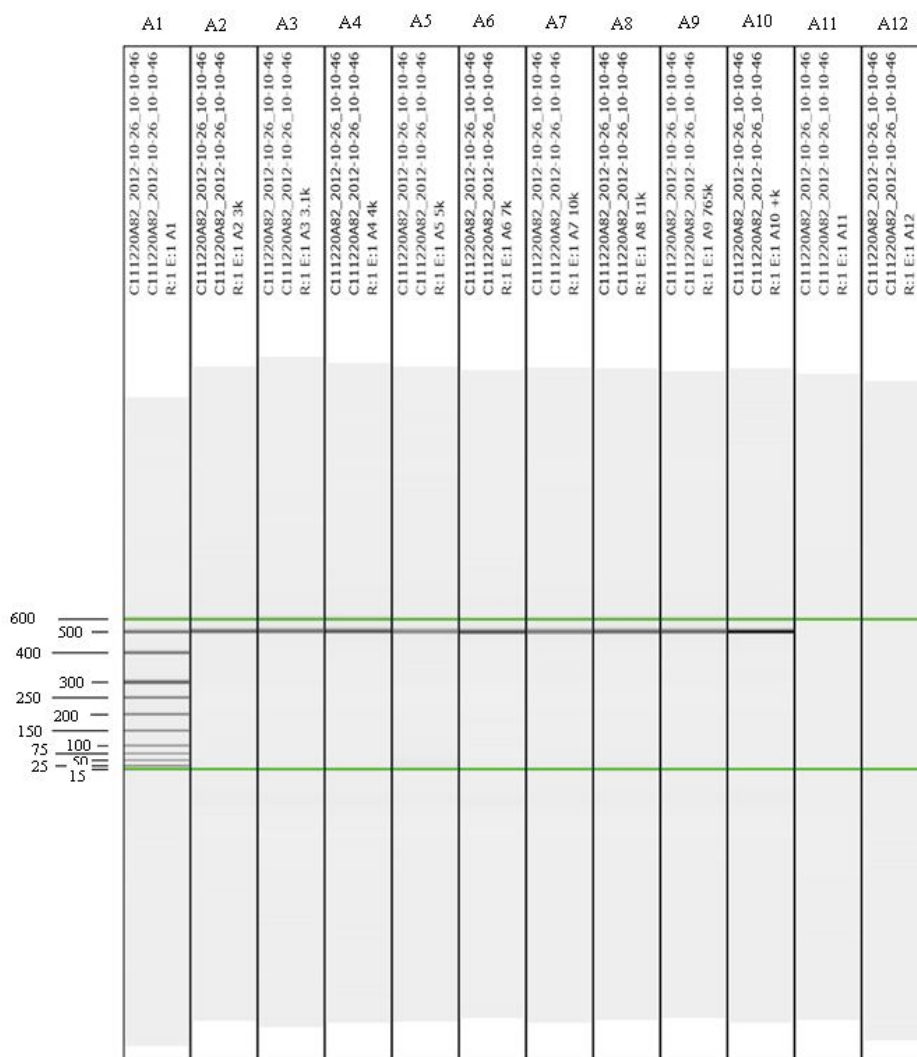 A1 A2 A3 A4 A5 A6 A7 A8 A9 A10 A11 A12
C111220A82_2012-10-26_10-10-46
C111220A82_2012-10-26_10-10-46
R:1 E:1 A1
C111220A82_2012-10-26_10-10-46
C111220A82_2012-10-26_10-10-46
R:1 E:1 A2 3k
C111220A82_2012-10-26_10-10-46
C111220A82_2012-10-26_10-10-46
R:1 E:1 A3 3.1k
C111220A82_2012-10-26_10-10-46
C111220A82_2012-10-26_10-10-46
R:1 E:1 A4 4k
C111220A82_2012-10-26_10-10-46
C111220A82_2012-10-26_10-10-46
R:1 E:1 A5 5k
C111220A82_2012-10-26_10-10-46
C111220A82_2012-10-26_10-10-46
R:1 E:1 A6 7k
C111220A82_2012-10-26_10-10-46
C111220A82_2012-10-26_10-10-46
R:1 E:1 A7 10k
C111220A82_2012-10-26_10-10-46
C111220A82_2012-10-26_10-10-46
R:1 E:1 A8 11k
C111220A82_2012-10-26_10-10-46
C111220A82_2012-10-26_10-10-46
R:1 E:1 A9 765k
C111220A82_2012-10-26_10-10-46
C111220A82_2012-10-26_10-10-46
R:1 E:1 A10 +k
C111220A82_2012-10-26_10-10-46
C111220A82_2012-10-26_10-10-46
R:1 E:1 A11
C111220A82_2012-10-26_10-10-46
C111220A82_2012-10-26_10-10-46
R:1 E:1 A12
600
500
400
300
250
200
150
100
75
50
25
15